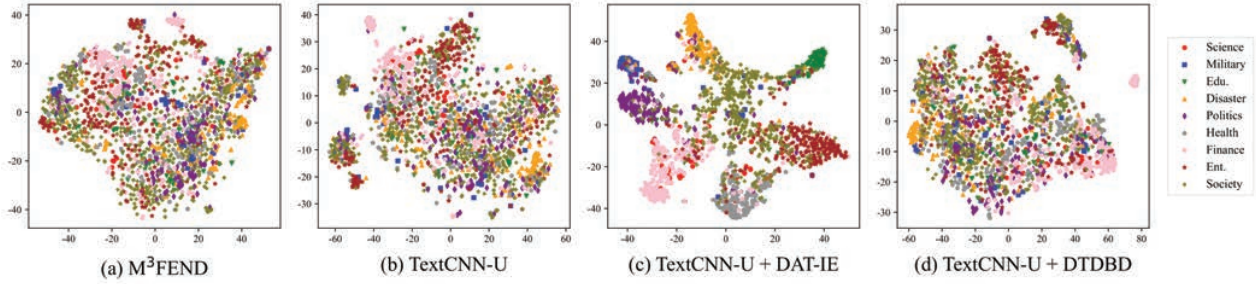 40
20
0
-20
-40
-40 -20 0 20 40
(a) M³FEND
40
30
20
10
0
-10
-20
-30
-60 -40 -20 0 20 40 60
(b) TextCNN-U
40
20
0
-20
-40
-40 -20 0 20 40
(c) TextCNN-U + DAT-IE
40
30
20
10
0
-10
-20
-30
-60 -40 -20 0 20 40 60 80
(d) TextCNN-U + DTDBD
Science
Military
Edu.
Disaster
Politics
Health
Finance
Ent.
Society